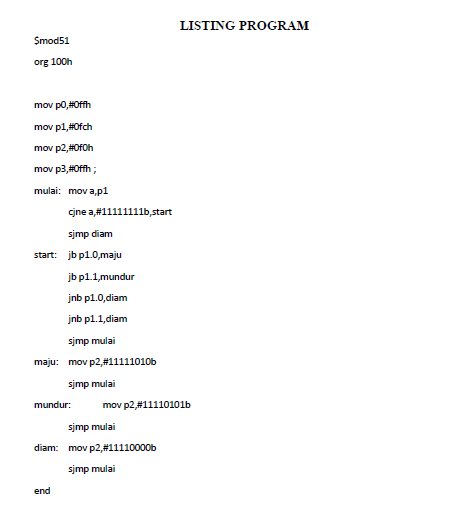 LISTING PROGRAM
$mod51
org 100h
mov p0,#0ffh
mov p1,#0fch
mov p2,#0f0h
mov p3,#0ffh ;
mulai: mov a,p1
cjne a,#11111111b,start
sjmp diam
start: jb p1.0,maju
jb p1.1,mundur
jnb p1.0,diam
jnb p1.1,diam
sjmp mulai
maju: mov p2,#11111010b
sjmp mulai
mundur: mov p2,#11110101b
sjmp mulai
diam: mov p2,#11110000b
sjmp mulai
end